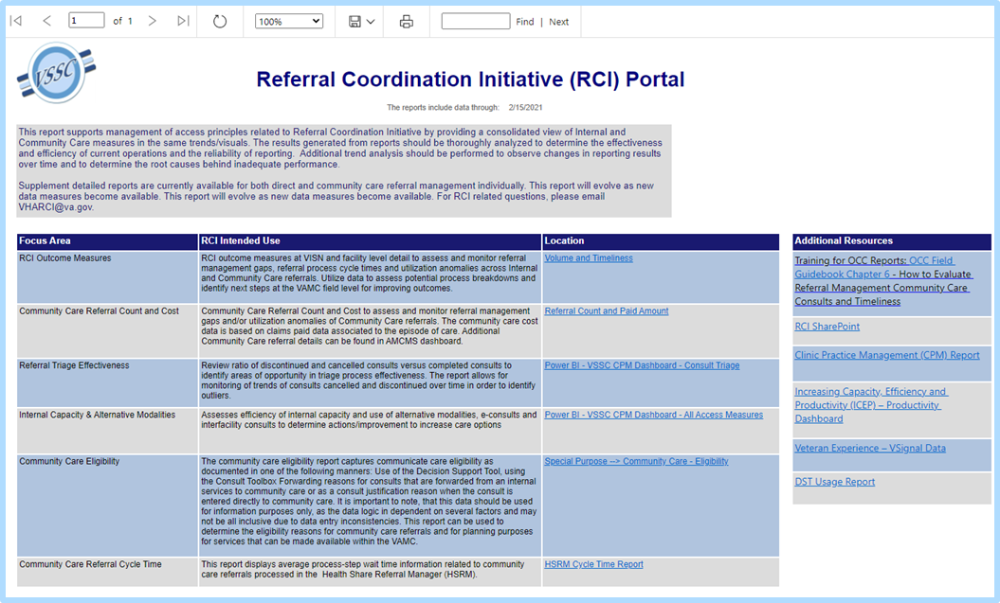 1 of 1 100% Find | Next
VSSC
Referral Coordination Initiative (RCI) Portal
The reports include data through: 2/15/2021
This report supports management of access principles related to Referral Coordination Initiative by providing a consolidated view of Internal and
Community Care measures in the same trends/visuals. The results generated from reports should be thoroughly analyzed to determine the effectiveness
and efficiency of current operations and the reliability of reporting. Additional trend analysis should be performed to observe changes in reporting results
over time and to determine the root causes behind inadequate performance.
Supplement detailed reports are currently available for both direct and community care referral management individually. This report will evolve as new
data measures become available. This report will evolve as new data measures become available. For RCI related questions, please email
VHARCI@va.gov.
Focus Area
RCI Intended Use
Location
RCI Outcome Measures
RCI outcome measures at VISN and facility level detail to assess and monitor referral
management gaps, referral process cycle times and utilization anomalies across Internal
and Community Care referrals. Utilize data to assess potential process breakdowns and
identify next steps at the VAMC field level for improving outcomes.
Volume and Timeliness
Community Care Referral Count and Cost
Community Care Referral Count and Cost to assess and monitor referral management
gaps and/or utilization anomalies of Community Care referrals. The community care cost
data is based on claims paid data associated to the episode of care. Additional
Community Care referral details can be found in AMCMS dashboard.
Referral Count and Paid Amount
Referral Triage Effectiveness
Review ratio of discontinued and cancelled consults versus completed consults to
identify areas of opportunity in triage process effectiveness. The report allows for
monitoring of trends of consults cancelled and discontinued over time in order to identify
outliers.
Power BI - VSSC CPM Dashboard - Consult Triage
Internal Capacity & Alternative Modalities
Assesses efficiency of internal capacity and use of alternative modalities, e-consults and
interfacility consults to determine actions/improvement to increase care options
Power BI - VSSC CPM Dashboard - All Access Measures
Community Care Eligibility
The community care eligibility report captures communicate care eligibility as
documented in one of the following manners: Use of the Decision Support Tool, using
the Consult Toolbox Forwarding reasons for consults that are forwarded from an internal
services to community care or as a consult justification reason when the consult is
entered directly to community care. It is important to note, that this data should be used
for information purposes only, as the data logic in dependent on several factors and may
not be all inclusive due to data entry inconsistencies. This report can be used to
determine the eligibility reasons for community care referrals and for planning purposes
for services that can be made available within the VAMC.
Special Purpose --> Community Care - Eligibility
Community Care Referral Cycle Time
This report displays average process-step wait time information related to community
care referrals processed in the Health Share Referral Manager (HSRM).
HSRM Cycle Time Report
Additional Resources
Training for OCC Reports: OCC Field
Guidebook Chapter 6 - How to Evaluate
Referral Management Community Care
Consults and Timeliness
RCI SharePoint
Clinic Practice Management (CPM) Report
Increasing Capacity, Efficiency and
Productivity (ICEP) – Productivity
Dashboard
Veteran Experience – VSignal Data
DST Usage Report